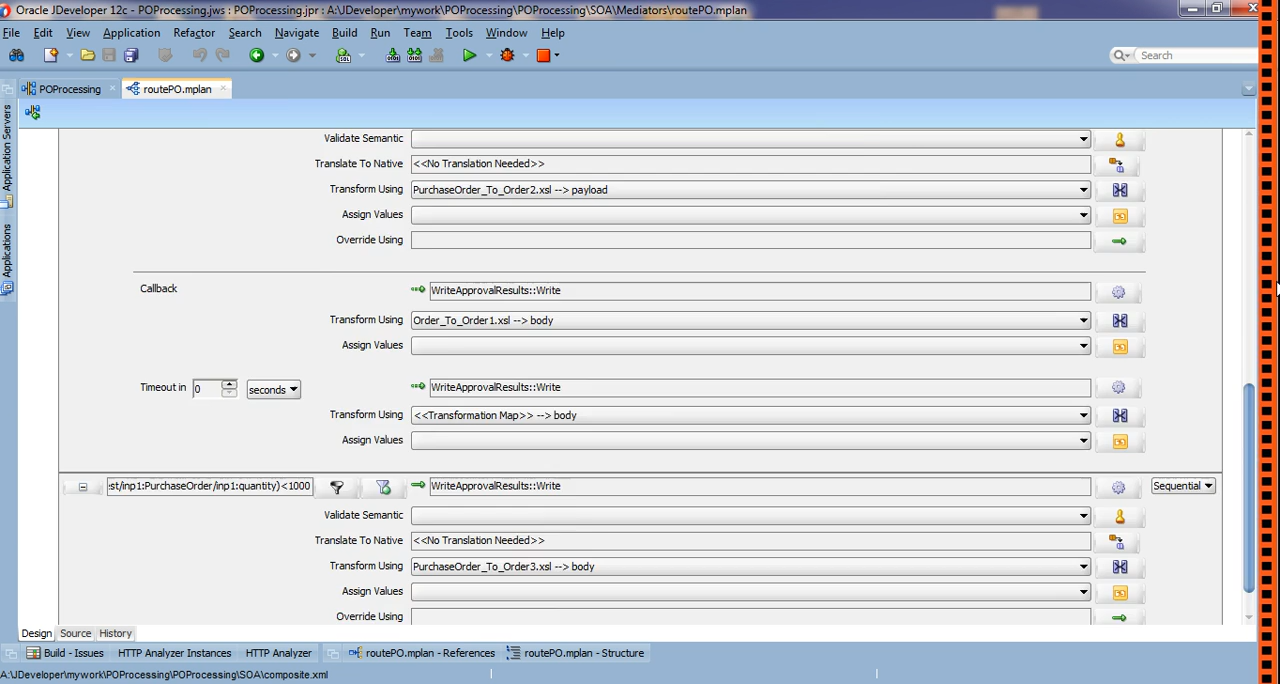 Oracle JDeveloper 12c - POProcessing.jws : POProcessing.jpr : A:\JDeveloper\mywork\POProcessing\POProcessing\SOA\Mediators\routePO.mplan
File Edit View Application Refactor Search Navigate Build Run Team Tools Window Help
Search
POProcessing routePO.mplan
Application Servers
Applications
Validate Semantic
Translate To Native <<No Translation Needed>>
Transform Using PurchaseOrder_To_Order2.xsl --> payload
Assign Values
Override Using
Callback WriteApprovalResults::Write
Transform Using Order_To_Order1.xsl --> body
Assign Values
Timeout in 0 seconds WriteApprovalResults::Write
Transform Using <<Transformation Map>> --> body
Assign Values
st/inp1:PurchaseOrder/inp1:quantity)<1000 WriteApprovalResults::Write Sequential
Validate Semantic
Translate To Native <<No Translation Needed>>
Transform Using PurchaseOrder_To_Order3.xsl --> body
Assign Values
Override Using
Design Source History
Build - Issues HTTP Analyzer Instances HTTP Analyzer routePO.mplan - References routePO.mplan - Structure
A:\JDeveloper\mywork\POProcessing\POProcessing\SOA\composite.xml